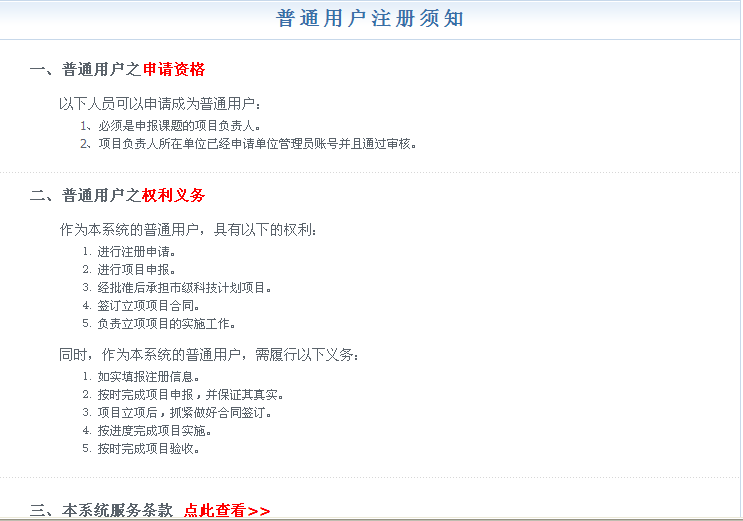 普通用户注册须知
一、普通用户之申请资格
以下人员可以申请成为普通用户：
1、必须是申报课题的项目负责人。
2、项目负责人所在单位已经申请单位管理员账号并且通过审核。
二、普通用户之权利义务
作为本系统的普通用户，具有以下的权利：
1. 进行注册申请。
2. 进行项目申报。
3. 经批准后承担市级科技计划项目。
4. 签订立项项目合同。
5. 负责立项项目的实施工作。
同时，作为本系统的普通用户，需履行以下义务：
1. 如实填报注册信息。
2. 按时完成项目申报，并保证其真实。
3. 项目立项后，抓紧做好合同签订。
4. 按进度完成项目实施。
5. 按时完成项目验收。
三、本系统服务条款 点此查看>>